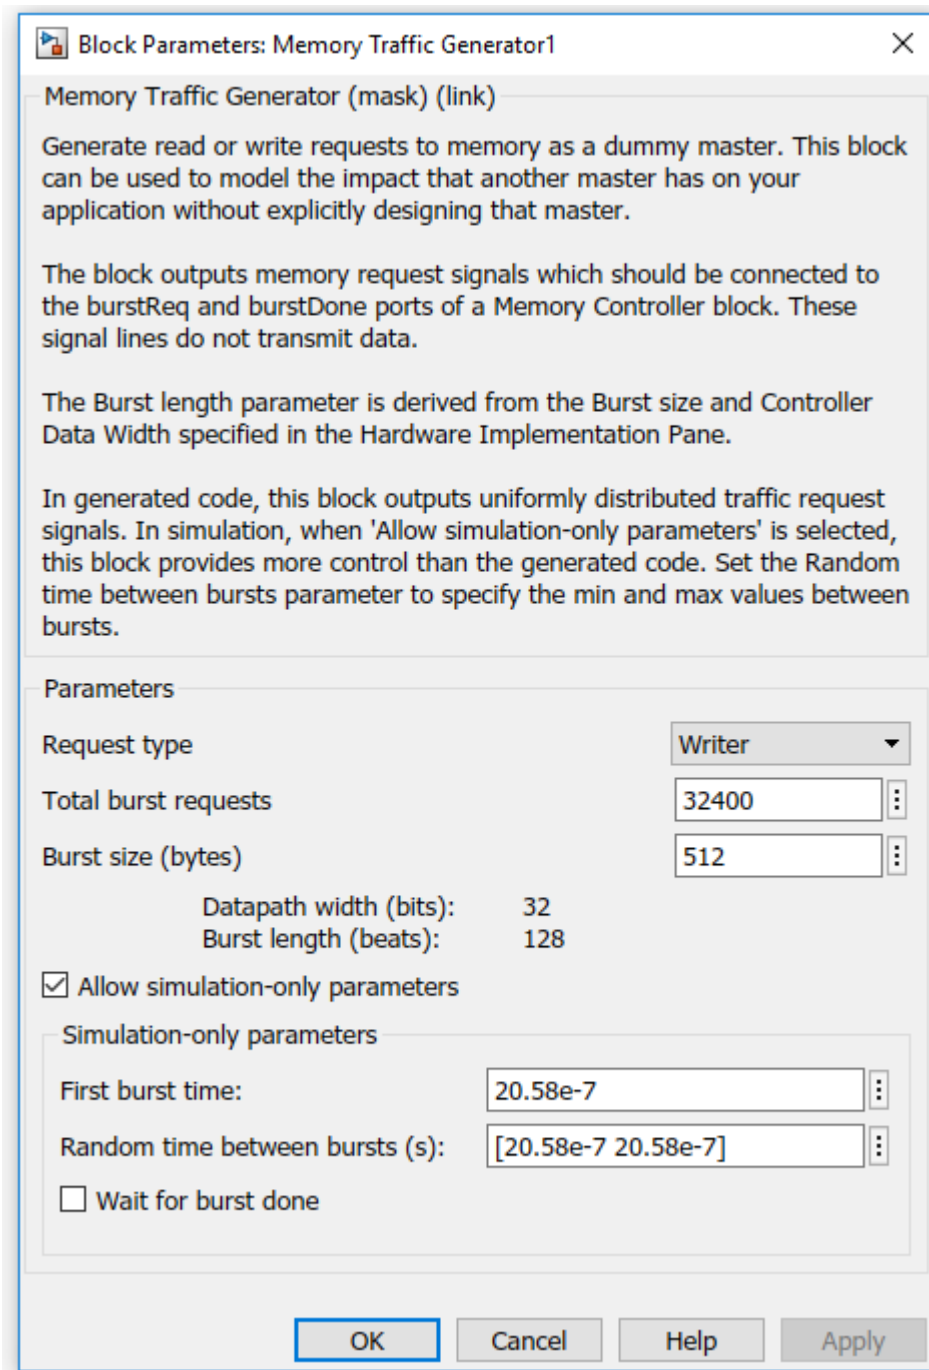 Block Parameters: Memory Traffic Generator1
Memory Traffic Generator (mask) (link)
Generate read or write requests to memory as a dummy master. This block
can be used to model the impact that another master has on your
application without explicitly designing that master.
The block outputs memory request signals which should be connected to
the burstReq and burstDone ports of a Memory Controller block. These
signal lines do not transmit data.
The Burst length parameter is derived from the Burst size and Controller
Data Width specified in the Hardware Implementation Pane.
In generated code, this block outputs uniformly distributed traffic request
signals. In simulation, when 'Allow simulation-only parameters' is selected,
this block provides more control than the generated code. Set the Random
time between bursts parameter to specify the min and max values between
bursts.
Parameters
Request type Writer
Total burst requests 32400
Burst size (bytes) 512
Datapath width (bits): 32
Burst length (beats): 128
Allow simulation-only parameters
Simulation-only parameters
First burst time: 20.58e-7
Random time between bursts (s): [20.58e-7 20.58e-7]
Wait for burst done
OK Cancel Help Apply